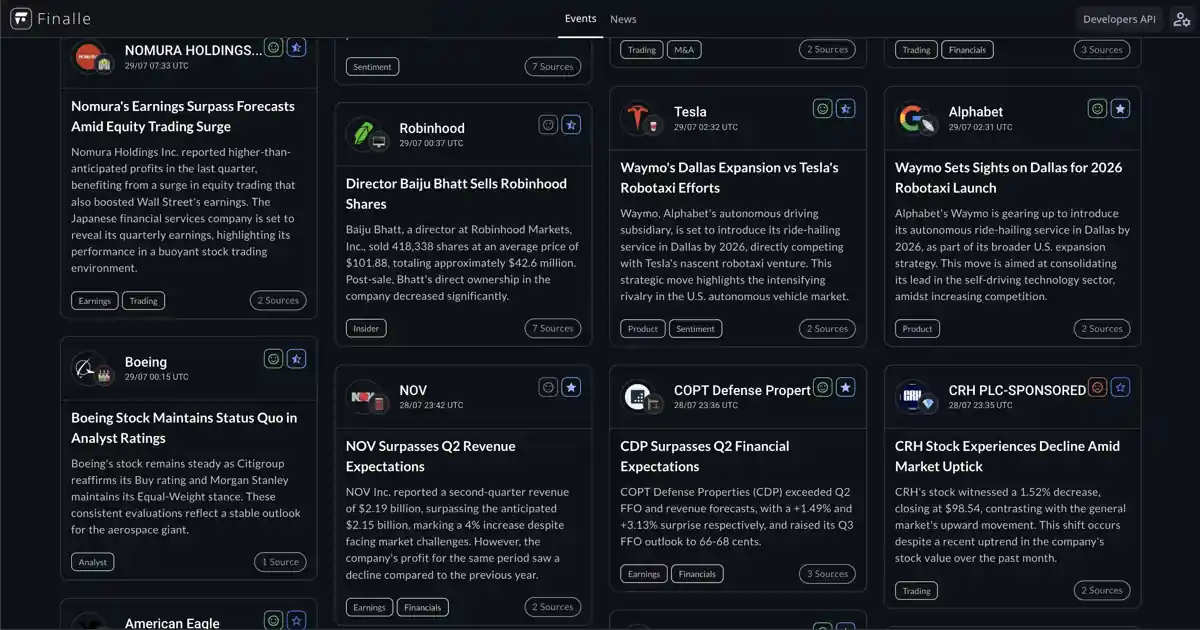 Finalle
Events
News
Developers API
NOMURA HOLDINGS...
29/07 07:33 UTC
Nomura's Earnings Surpass Forecasts
Amid Equity Trading Surge
Nomura Holdings Inc. reported higher-than-
anticipated profits in the last quarter,
benefiting from a surge in equity trading that
also boosted Wall Street's earnings. The
Japanese financial services company is set to
reveal its quarterly earnings, highlighting its
performance in a buoyant stock trading
environment.
Earnings
Trading
2 Sources
Boeing
29/07 00:15 UTC
Boeing Stock Maintains Status Quo in
Analyst Ratings
Boeing's stock remains steady as Citigroup
reaffirms its Buy rating and Morgan Stanley
maintains its Equal-Weight stance. These
consistent evaluations reflect a stable outlook
for the aerospace giant.
Analyst
1 Source
American Eagle
Sentiment
7 Sources
Robinhood
29/07 00:37 UTC
Director Baiju Bhatt Sells Robinhood
Shares
Baiju Bhatt, a director at Robinhood Markets,
Inc., sold 418,338 shares at an average price of
$101.88, totaling approximately $42.6 million.
Post-sale, Bhatt's direct ownership in the
company decreased significantly.
Insider
7 Sources
NOV
28/07 23:42 UTC
NOV Surpasses Q2 Revenue
Expectations
NOV Inc. reported a second-quarter revenue
of $2.19 billion, surpassing the anticipated
$2.15 billion, marking a 4% increase despite
facing market challenges. However, the
company's profit for the same period saw a
decline compared to the previous year.
Earnings
Financials
2 Sources
Trading
M&A
2 Sources
Tesla
29/07 02:32 UTC
Waymo's Dallas Expansion vs Tesla's
Robotaxi Efforts
Waymo, Alphabet's autonomous driving
subsidiary, is set to introduce its ride-hailing
service in Dallas by 2026, directly competing
with Tesla's nascent robotaxi venture. This
strategic move highlights the intensifying
rivalry in the U.S. autonomous vehicle market.
Product
Sentiment
2 Sources
COPT Defense Propert
28/07 23:36 UTC
CDP Surpasses Q2 Financial
Expectations
COPT Defense Properties (CDP) exceeded Q2
FFO and revenue forecasts, with a +1.49% and
+3.13% surprise respectively, and raised its Q3
FFO outlook to 66-68 cents.
Earnings
Financials
3 Sources
Trading
Financials
3 Sources
Alphabet
29/07 02:31 UTC
Waymo Sets Sights on Dallas for 2026
Robotaxi Launch
Alphabet's Waymo is gearing up to introduce
its autonomous ride-hailing service in Dallas by
2026, as part of its broader U.S. expansion
strategy. This move is aimed at consolidating
its lead in the self-driving technology sector,
amidst increasing competition.
Product
2 Sources
CRH PLC-SPONSORED
28/07 23:35 UTC
CRH Stock Experiences Decline Amid
Market Uptick
CRH's stock witnessed a 1.52% decrease,
closing at $98.54, contrasting with the general
market's upward movement. This shift occurs
despite a recent uptrend in the company's
stock value over the past month.
Trading
2 Sources